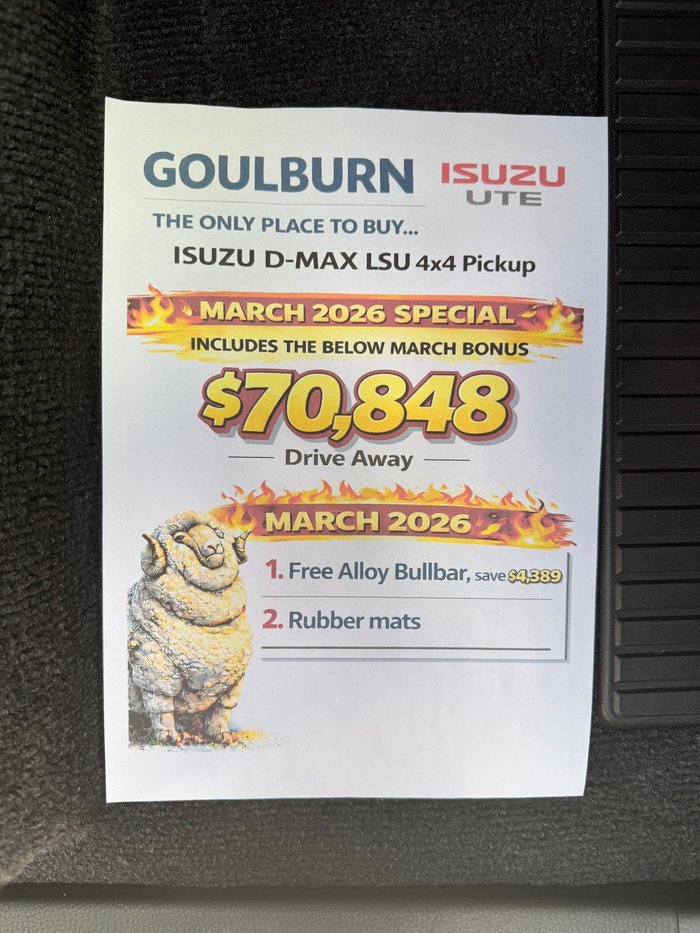 GOULBURN ISUZU
UTE
THE ONLY PLACE TO BUY...
ISUZU D-MAX LSU 4x4 Pickup
MARCH 2026 SPECIAL
INCLUDES THE BELOW MARCH BONUS
$70,848
Drive Away
MARCH 2026
1. Free Alloy Bullbar, save $4,389
2. Rubber mats